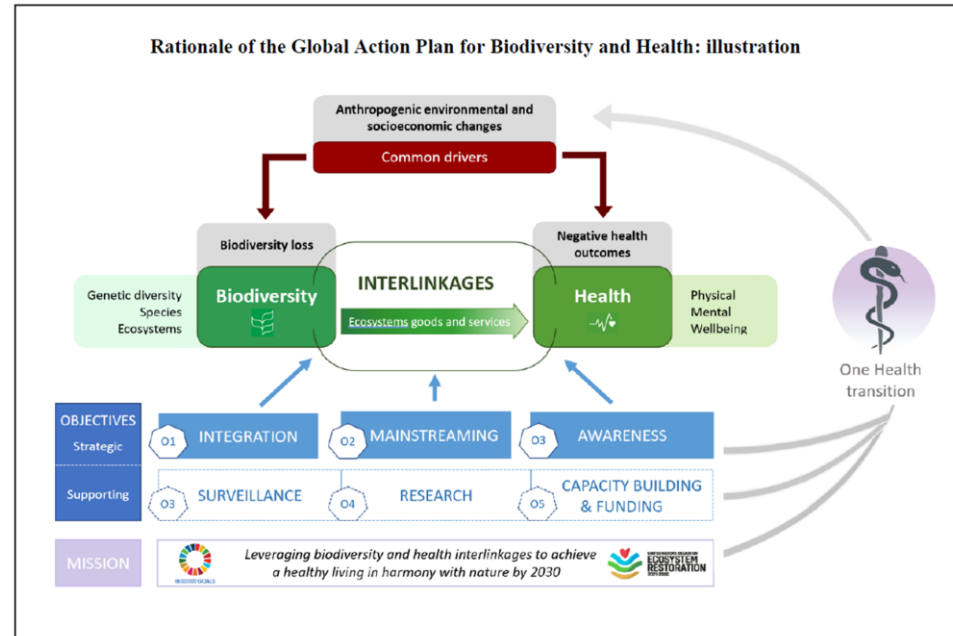 Rationale of the Global Action Plan for Biodiversity and Health: illustration
Anthropogenic environmental and
socioeconomic changes
Common drivers
Biodiversity loss
Negative health
outcomes
Genetic diversity
Species
Ecosystems
Biodiversity
INTERLINKAGES
Ecosystems goods and services
Health
Physical
Mental
Wellbeing
One Health
transition
OBJECTIVES
Strategic
O1
INTEGRATION
O2
MAINSTREAMING
O3
AWARENESS
Supporting
O3
SURVEILLANCE
O4
RESEARCH
O5
CAPACITY BUILDING
& FUNDING
MISSION
Leveraging biodiversity and health interlinkages to achieve
a healthy living in harmony with nature by 2030
ECOSYSTEM
RESTORATION